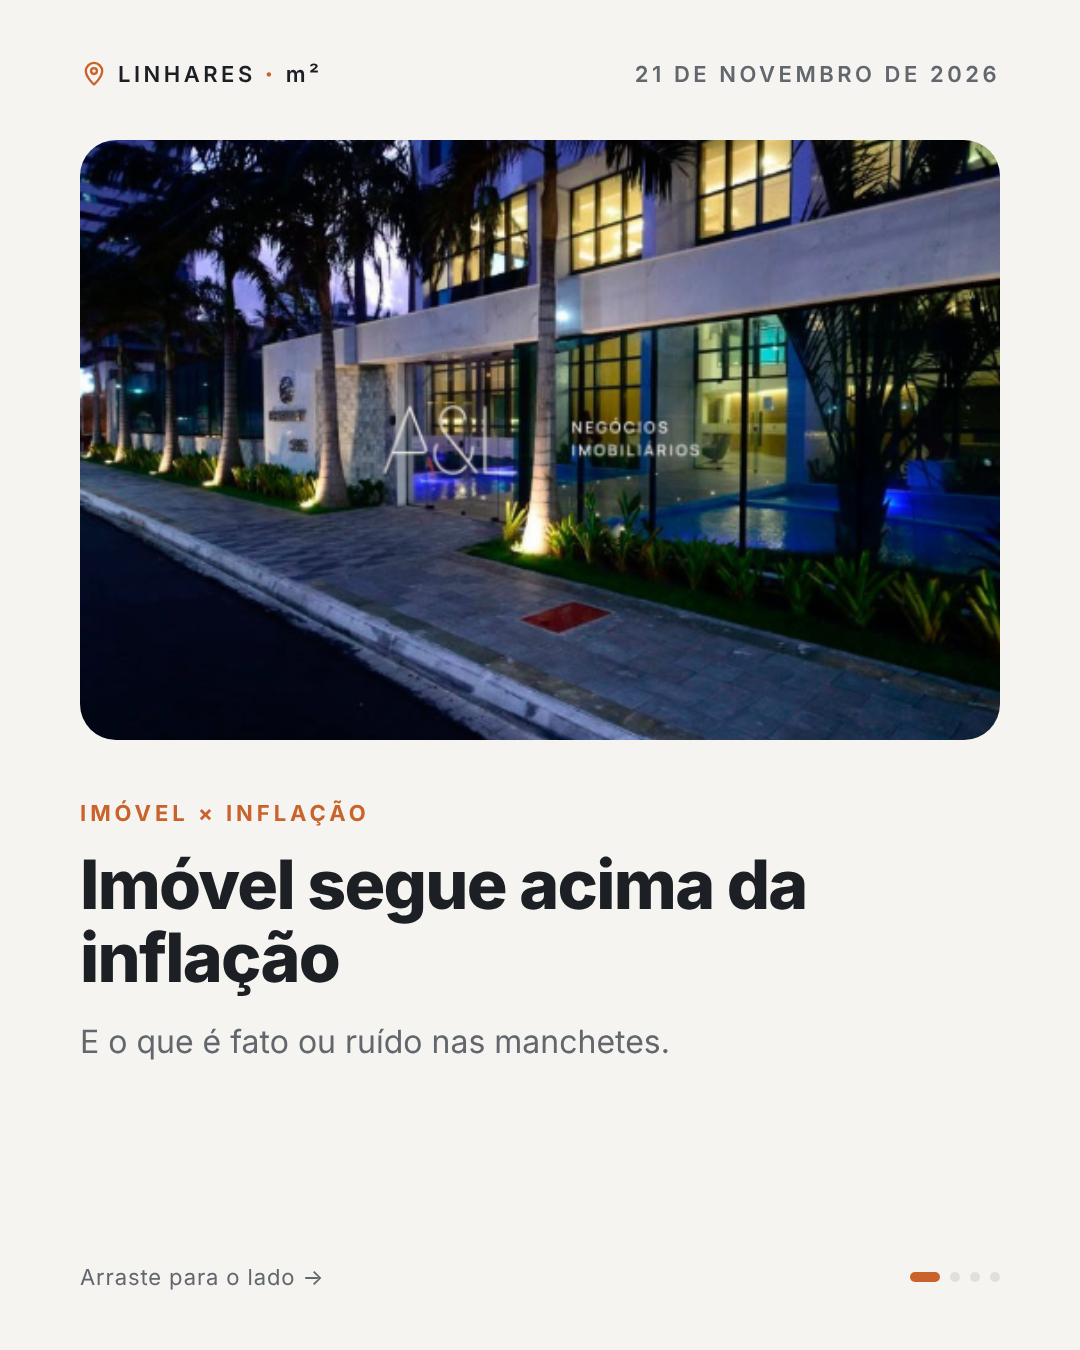 LINHARES · m²
21 DE NOVEMBRO DE 2026
A&L
NEGÓCIOS
IMOBILIÁRIOS
IMÓVEL × INFLAÇÃO
Imóvel segue acima da
inflação
E o que é fato ou ruído nas manchetes.
Arraste para o lado →